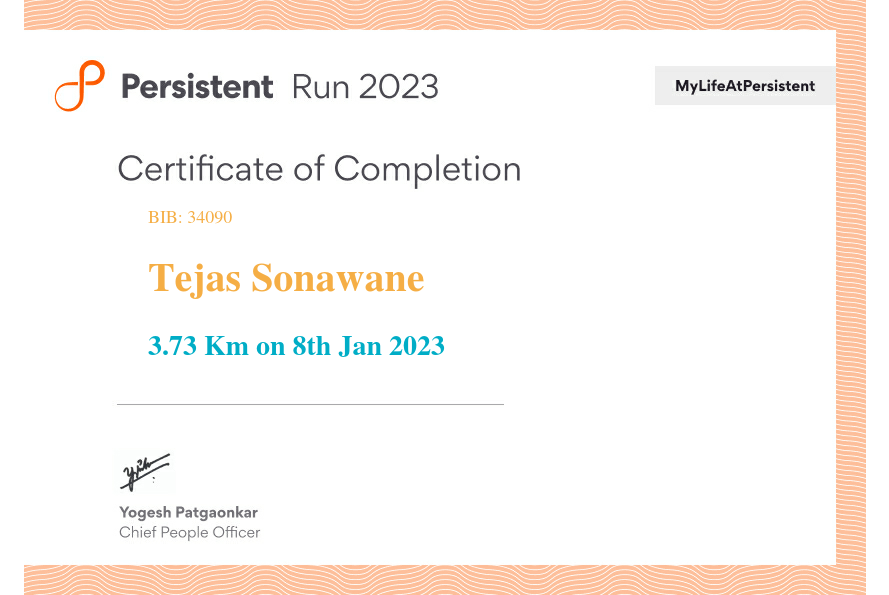 Persistent Run 2023
MyLifeAtPersistent
Certificate of Completion
BIB: 34090
Tejas Sonawane
3.73 Km on 8th Jan 2023
Yogesh Patgaonkar
Chief People Officer